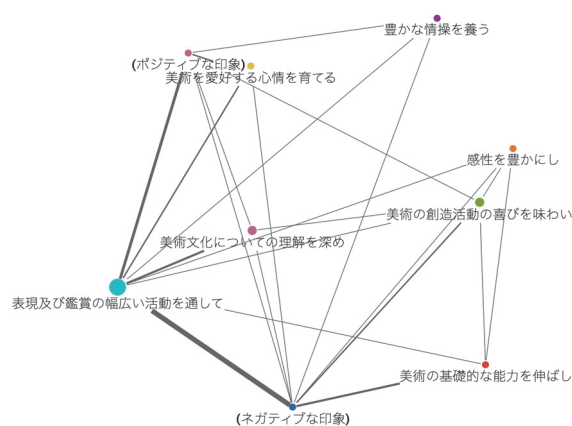 豊かな情操を養う
(ポジティブな印象)
美術を愛好する心情を育てる
感性を豊かにし
美術の創造活動の喜びを味わい
美術文化についての理解を深め
表現及び鑑賞の幅広い活動を通して
美術の基礎的な能力を伸ばし
(ネガティブな印象)